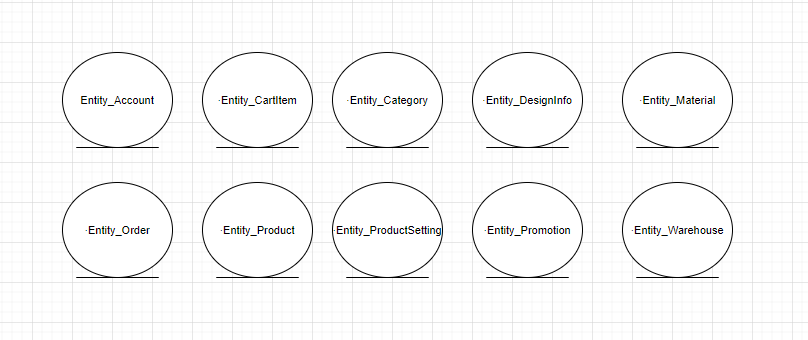 Entity_Account
·Entity_CartItem
·Entity_Category
·Entity_DesignInfo
·Entity_Material
·Entity_Order
·Entity_Product
·Entity_ProductSetting
·Entity_Promotion
·Entity_Warehouse